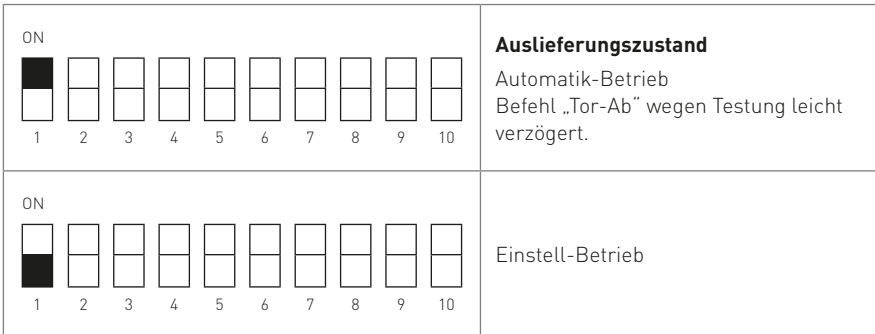 ON
1 2 3 4 5 6 7 8 9 10
Auslieferungszustand
Automatik-Betrieb
Befehl „Tor-Ab“ wegen Testung leicht
verzögert.
ON
1 2 3 4 5 6 7 8 9 10
Einstell-Betrieb